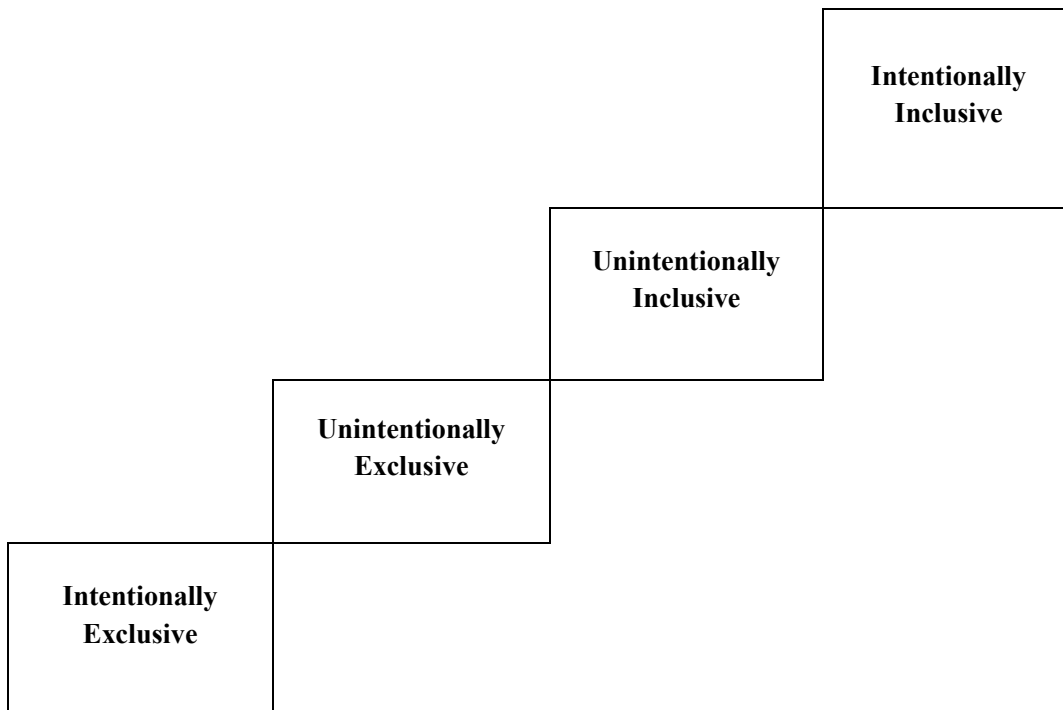 Intentionally
Inclusive
Unintentionally
Inclusive
Unintentionally
Exclusive
Intentionally
Exclusive